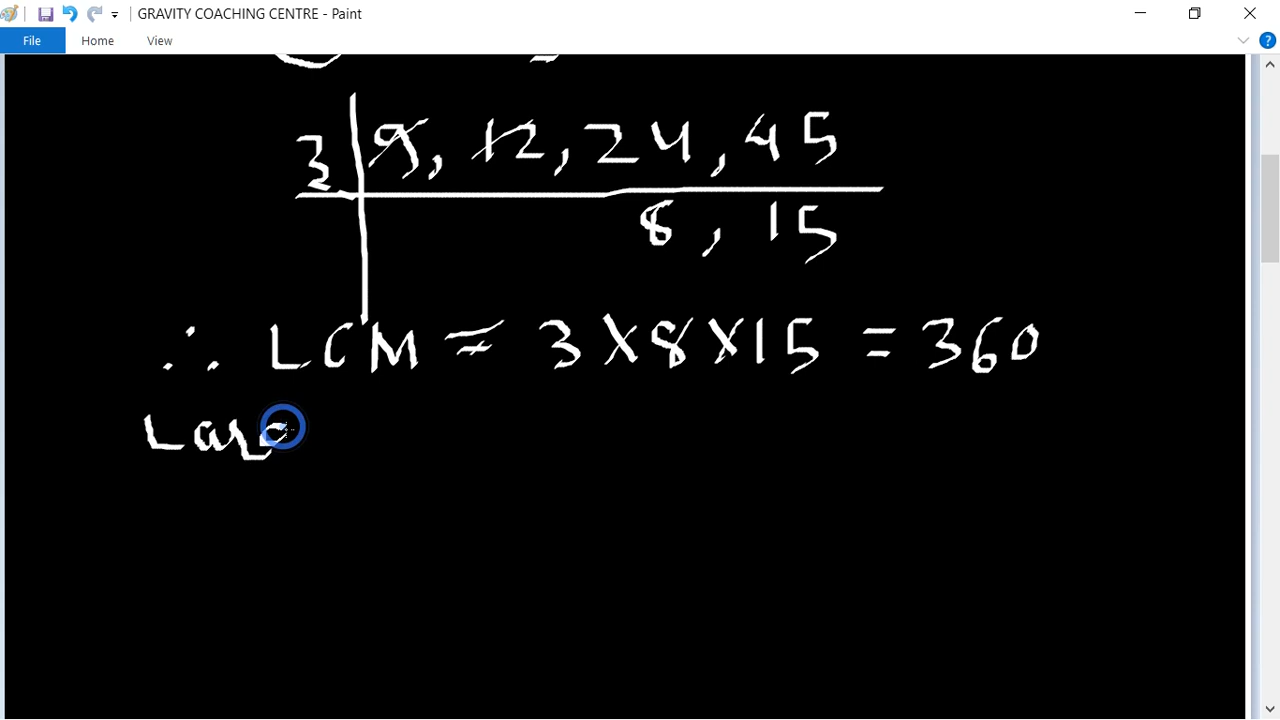 GRAVITY COACHING CENTRE - Paint
File Home View
3 9, 12, 24, 45
8, 15
∴ LCM = 3 X 8 X 15 = 360